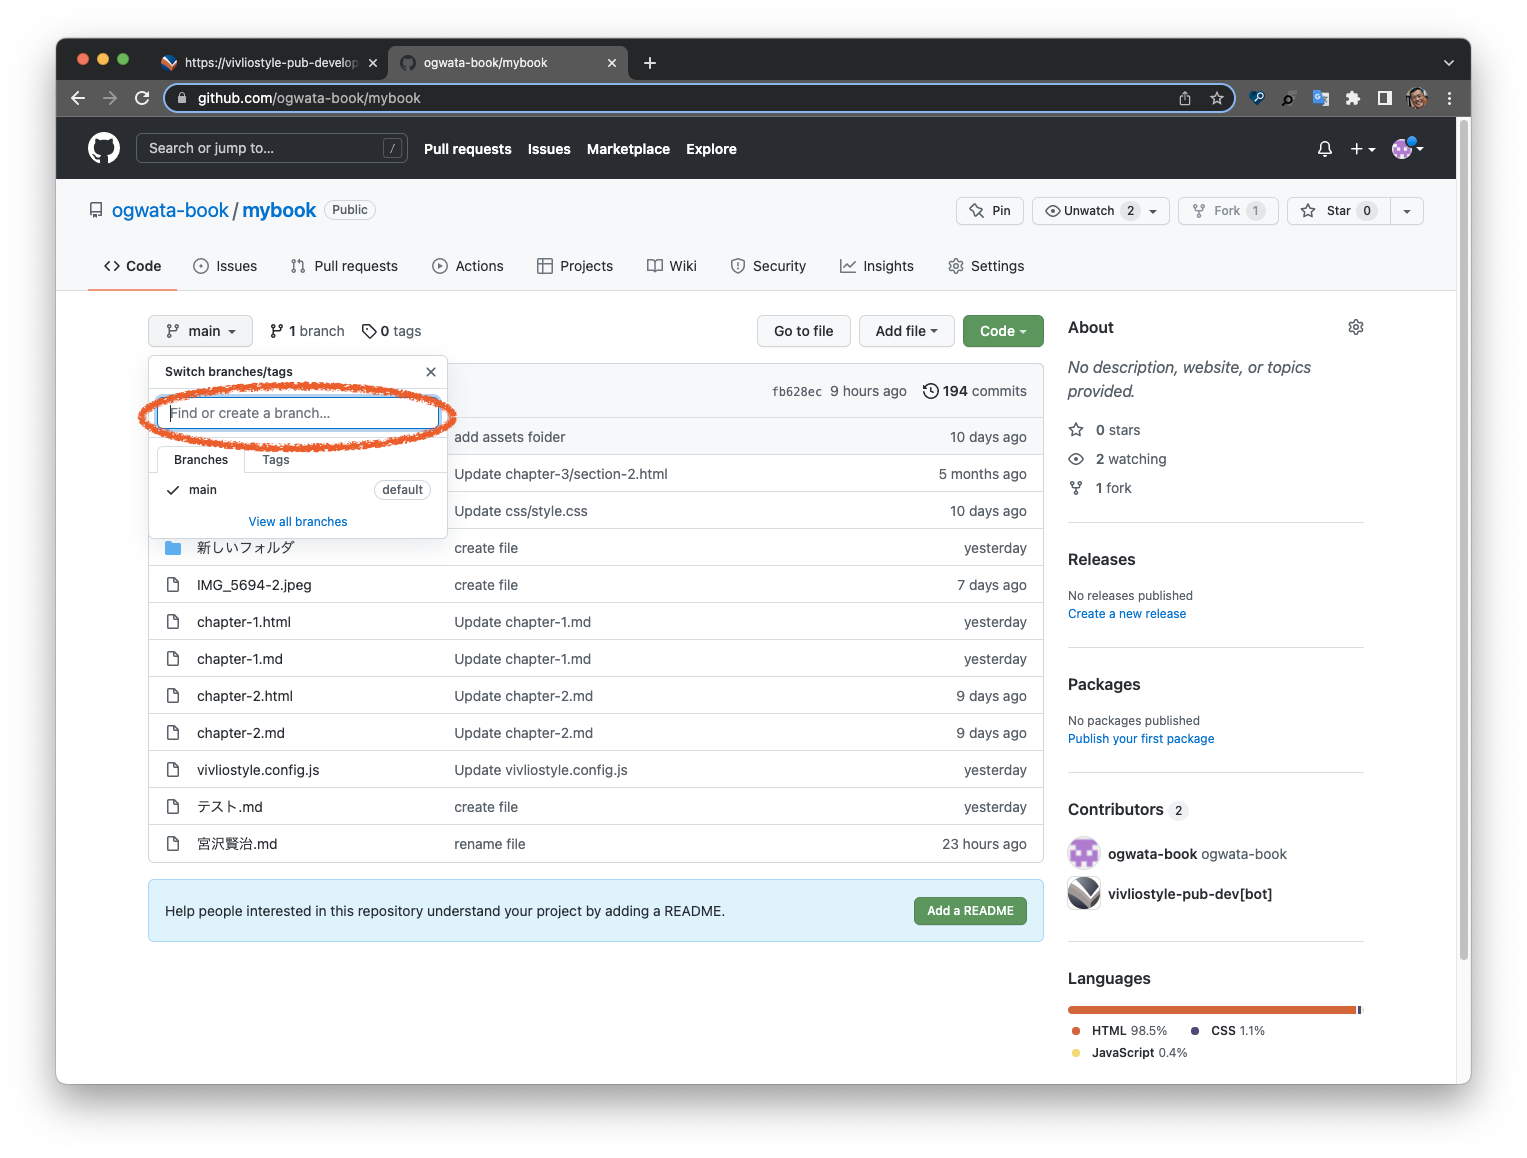 https://vivliostyle-pub-develop
ogwata-book/mybook
github.com/ogwata-book/mybook
Search or jump to...
/
Pull requests
Issues
Marketplace
Explore
ogwata-book / mybook
Public
Pin
Unwatch 2
Fork 1
Star 0
Code
Issues
Pull requests
Actions
Projects
Wiki
Security
Insights
Settings
main
1 branch
0 tags
Go to file
Add file
Code
Switch branches/tags
Find or create a branch...
Branches
Tags
main
default
View all branches
fb628ec 9 hours ago
194 commits
add assets foider 10 days ago
Update chapter-3/section-2.html 5 months ago
Update css/style.css 10 days ago
新しいフォルダ create file yesterday
IMG_5694-2.jpeg create file 7 days ago
chapter-1.html Update chapter-1.md yesterday
chapter-1.md Update chapter-1.md yesterday
chapter-2.html Update chapter-2.md 9 days ago
chapter-2.md Update chapter-2.md 9 days ago
vivliostyle.config.js Update vivliostyle.config.js yesterday
テスト.md create file yesterday
宮沢賢治.md rename file 23 hours ago
Help people interested in this repository understand your project by adding a README.
Add a README
About
No description, website, or topics
provided.
0 stars
2 watching
1 fork
Releases
No releases published
Create a new release
Packages
No packages published
Publish your first package
Contributors 2
ogwata-book ogwata-book
vivliostyle-pub-dev[bot]
Languages
HTML 98.5%
CSS 1.1%
JavaScript 0.4%